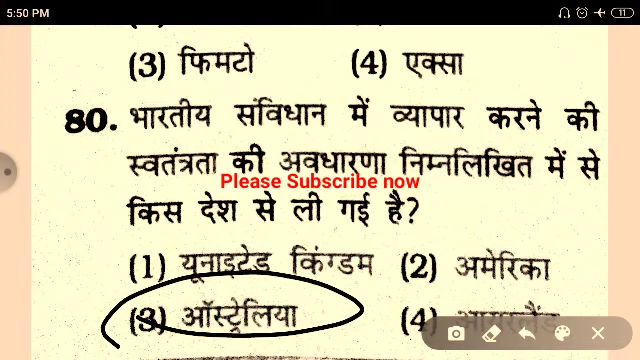 5:50 PM
11
(3) फिमटो (4) एक्सा
80. भारतीय संविधान में व्यापार करने की
स्वतंत्रता की अवधारणा निम्नलिखित में से
Please Subscribe now
किस देश से ली गई है?
(1) यूनाइटेड किंग्डम (2) अमेरिका
(3) ऑस्ट्रेलिया (4)